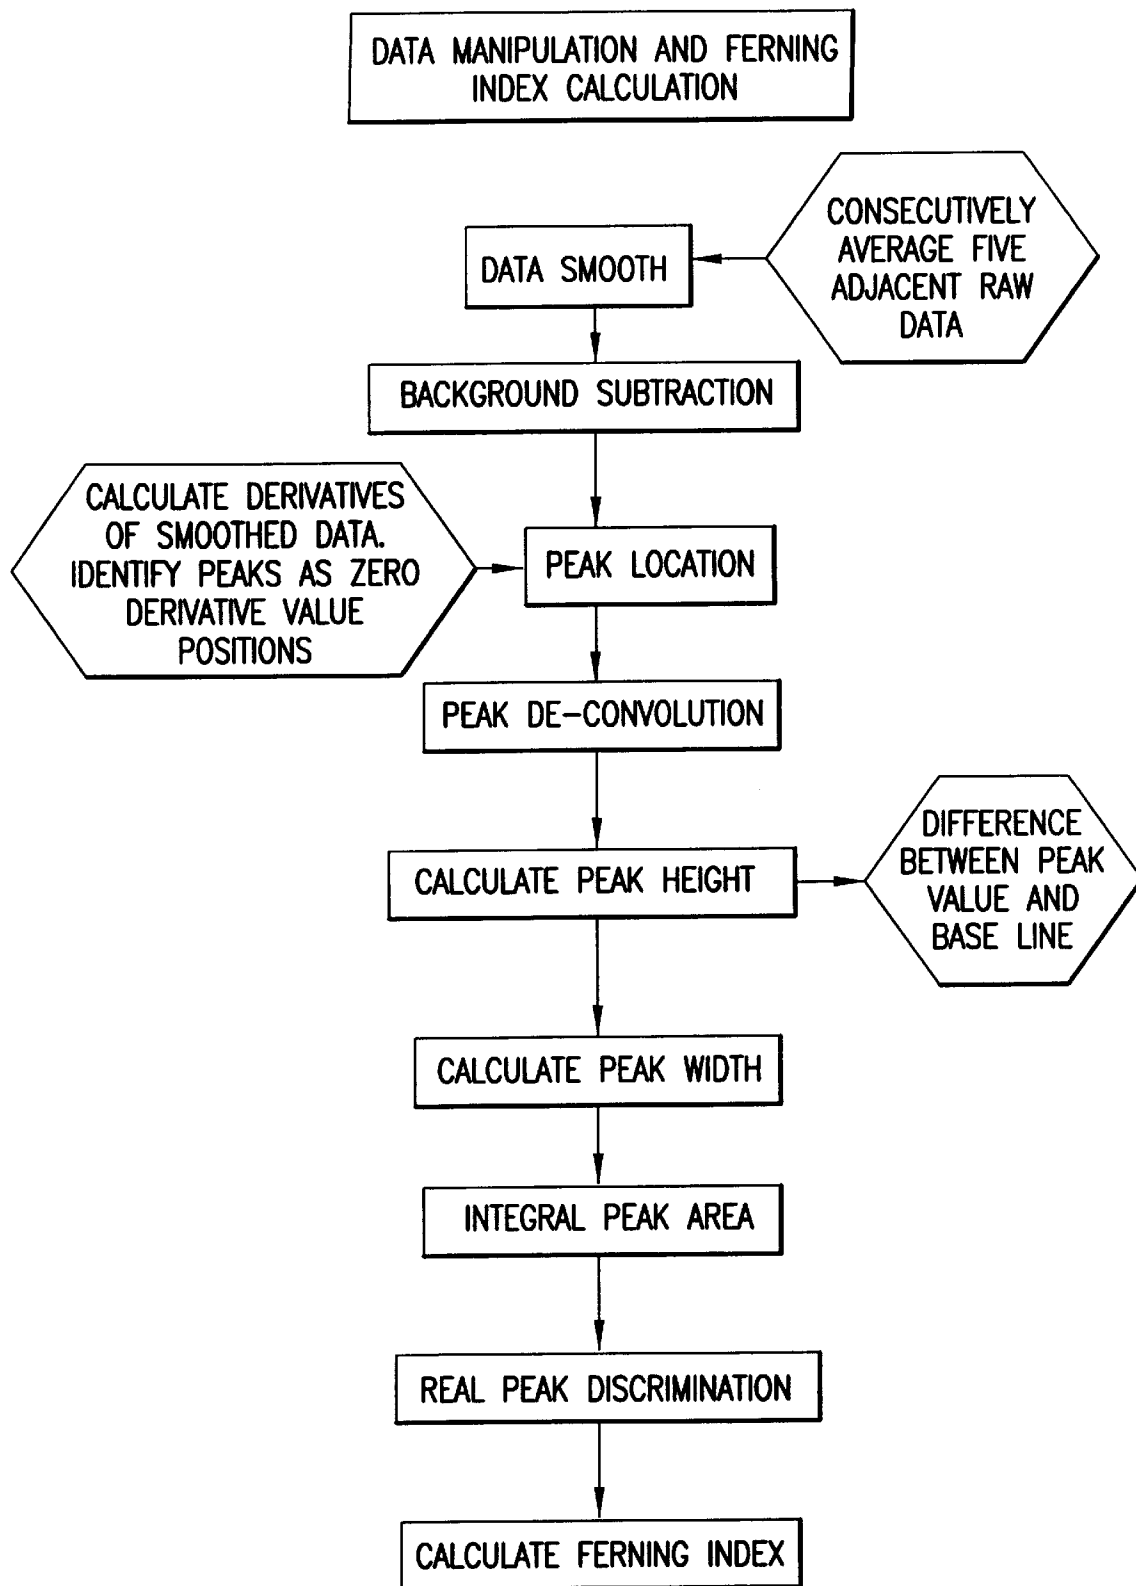 DATA MANIPULATION AND FERNING
INDEX CALCULATION
CONSECUTIVELY
AVERAGE FIVE
ADJACENT RAW
DATA
DATA SMOOTH
BACKGROUND SUBTRACTION
CALCULATE DERIVATIVES
OF SMOOTHED DATA.
IDENTIFY PEAKS AS ZERO
DERIVATIVE VALUE
POSITIONS
PEAK LOCATION
PEAK DE-CONVOLUTION
CALCULATE PEAK HEIGHT
DIFFERENCE
BETWEEN PEAK
VALUE AND
BASE LINE
CALCULATE PEAK WIDTH
INTEGRAL PEAK AREA
REAL PEAK DISCRIMINATION
CALCULATE FERNING INDEX